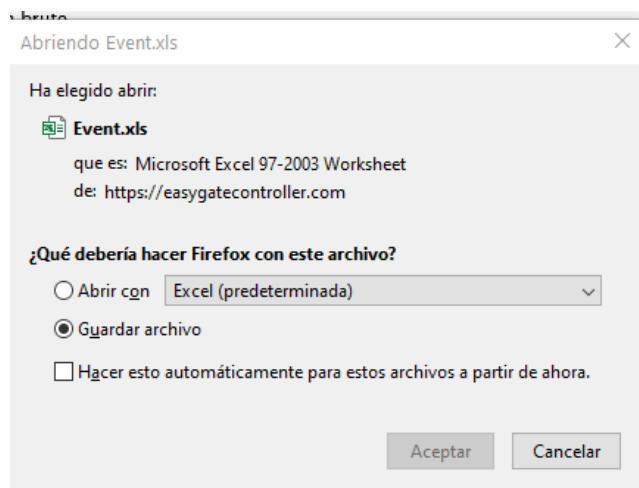 Abriendo Event.xls
Ha elegido abrir:
Event.xls
que es: Microsoft Excel 97-2003 Worksheet
de: https://easygatecontroller.com
¿Qué debería hacer Firefox con este archivo?
Abrir con Excel (predeterminada)
Guardar archivo
Hacer esto automáticamente para estos archivos a partir de ahora.
Aceptar Cancelar